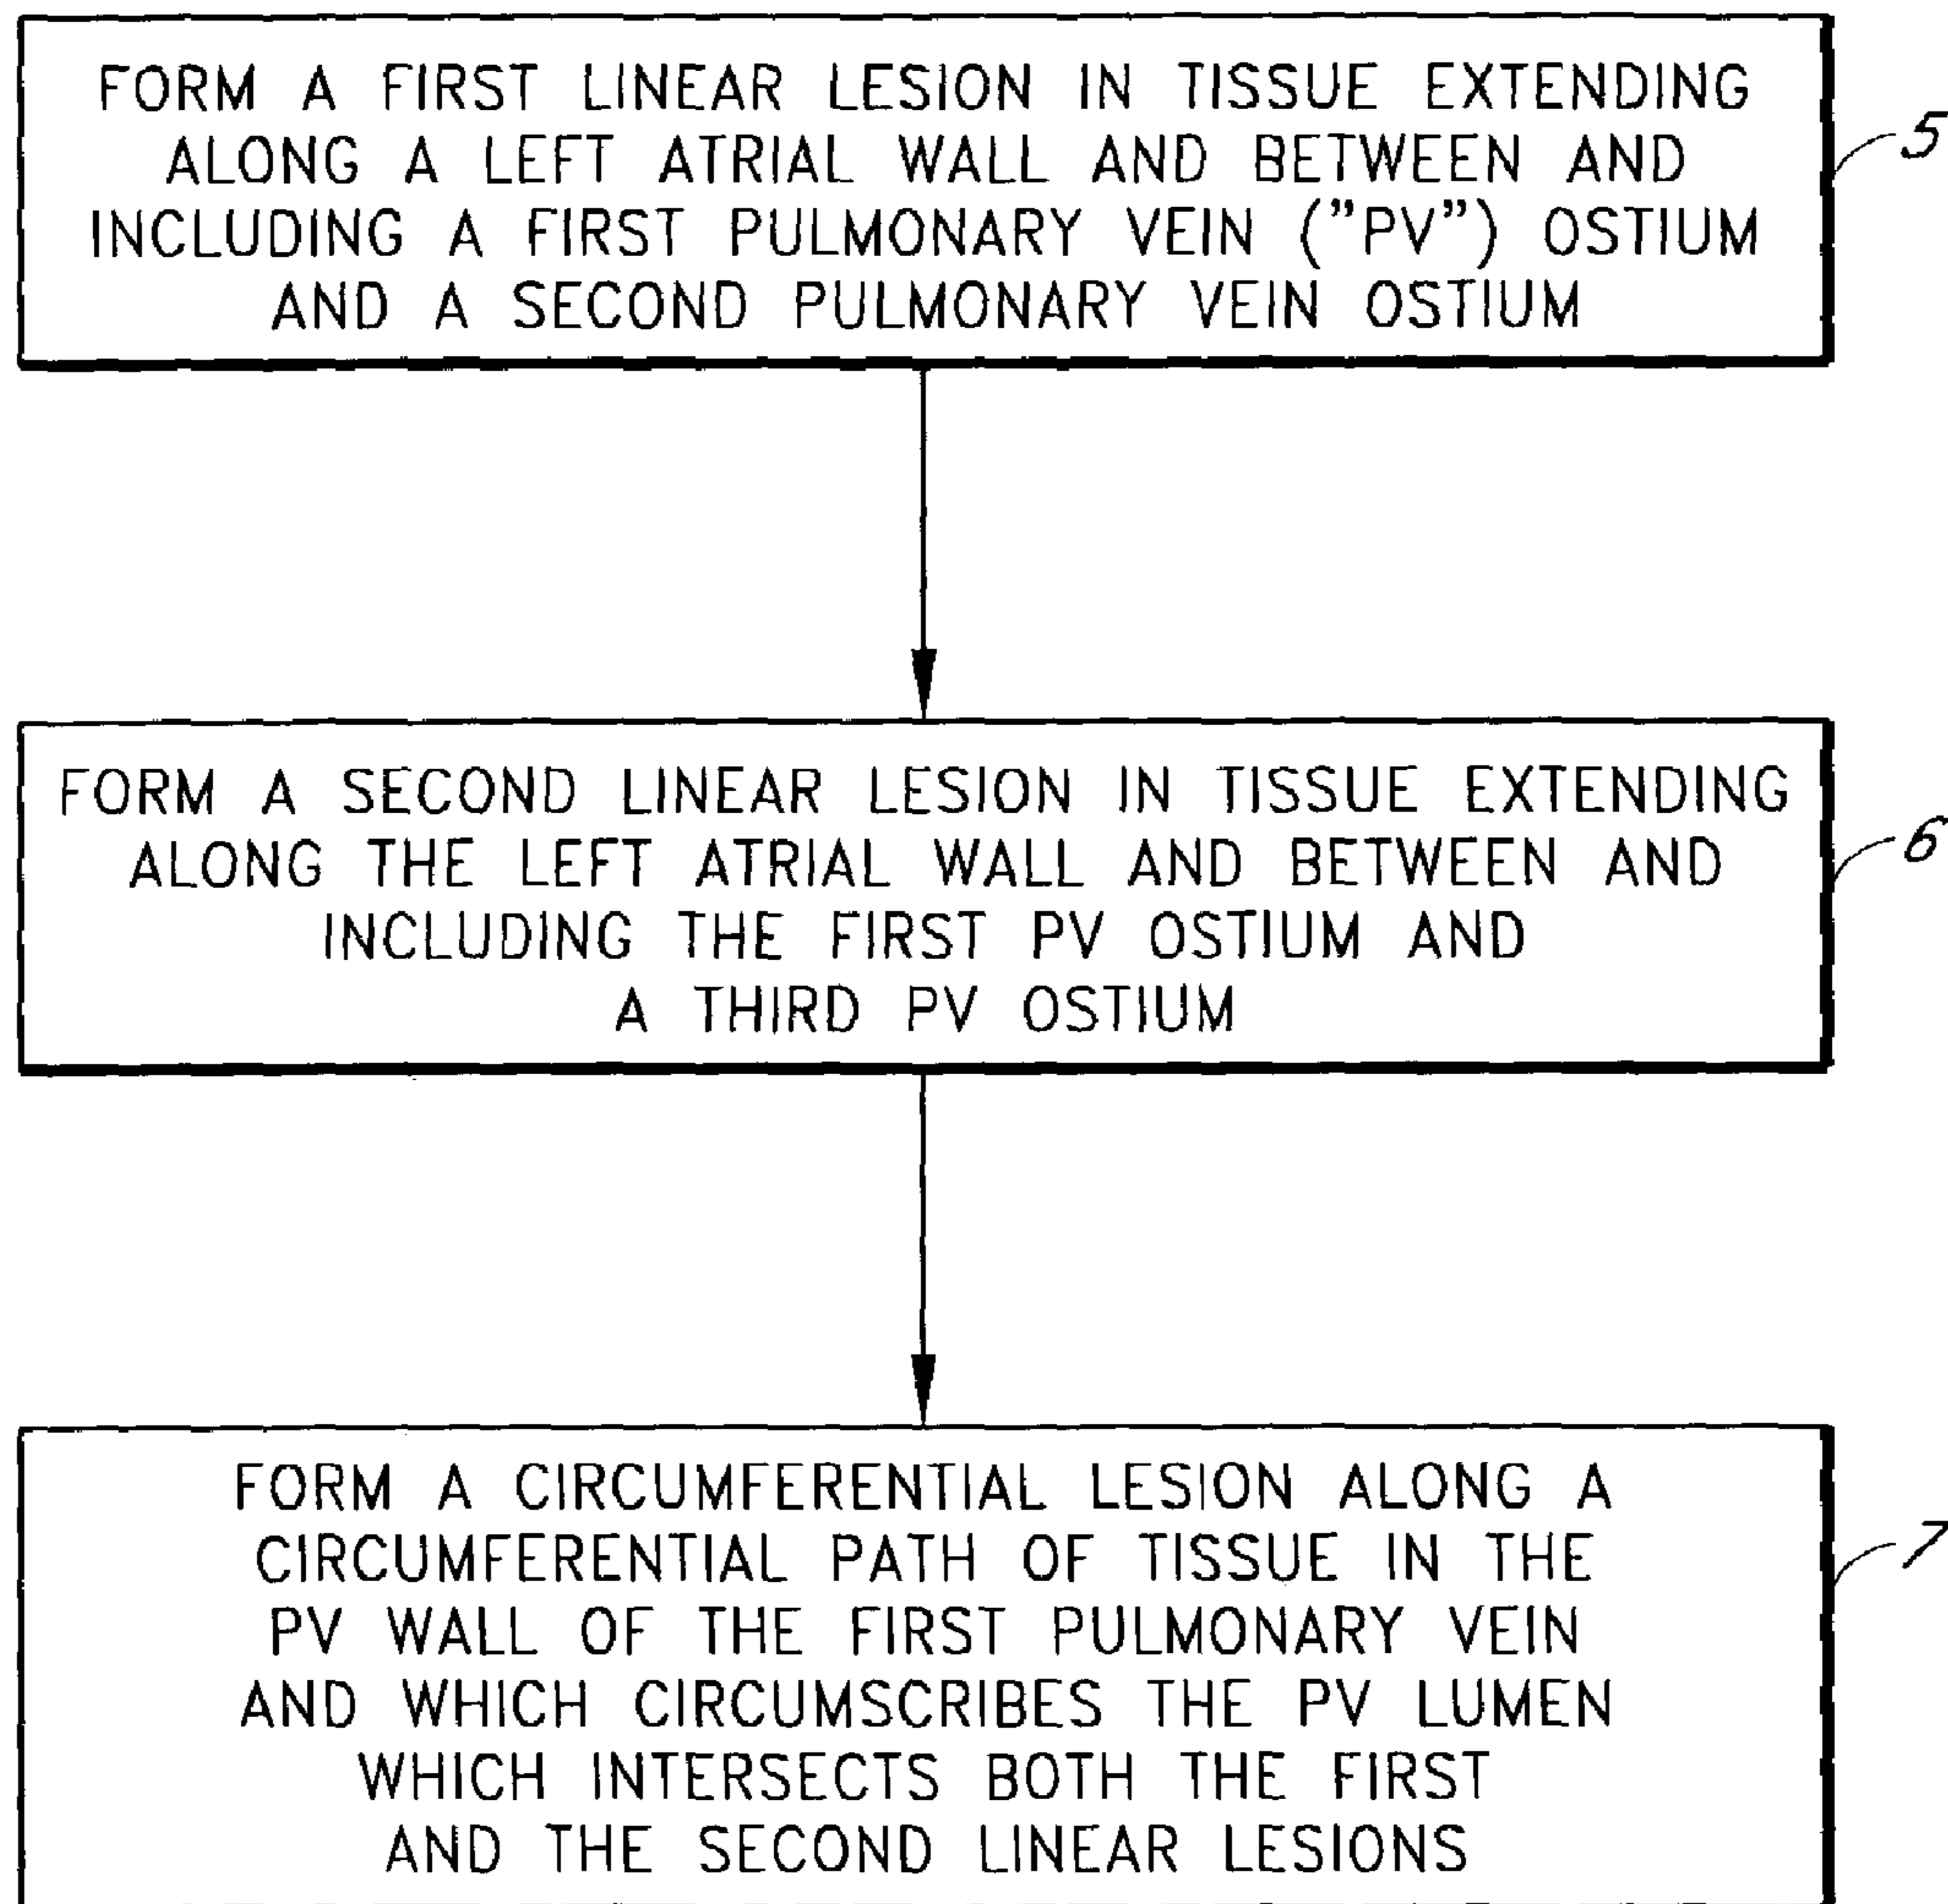 FORM A FIRST LINEAR LESION IN TISSUE EXTENDING
ALONG A LEFT ATRIAL WALL AND BETWEEN AND
INCLUDING A FIRST PULMONARY VEIN ("PV") OSTIUM
AND A SECOND PULMONARY VEIN OSTIUM
5
FORM A SECOND LINEAR LESION IN TISSUE EXTENDING
ALONG THE LEFT ATRIAL WALL AND BETWEEN AND
INCLUDING THE FIRST PV OSTIUM AND
A THIRD PV OSTIUM
6
FORM A CIRCUMFERENTIAL LESION ALONG A
CIRCUMFERENTIAL PATH OF TISSUE IN THE
PV WALL OF THE FIRST PULMONARY VEIN
AND WHICH CIRCUMSCRIBES THE PV LUMEN
WHICH INTERSECTS BOTH THE FIRST
AND THE SECOND LINEAR LESIONS
7